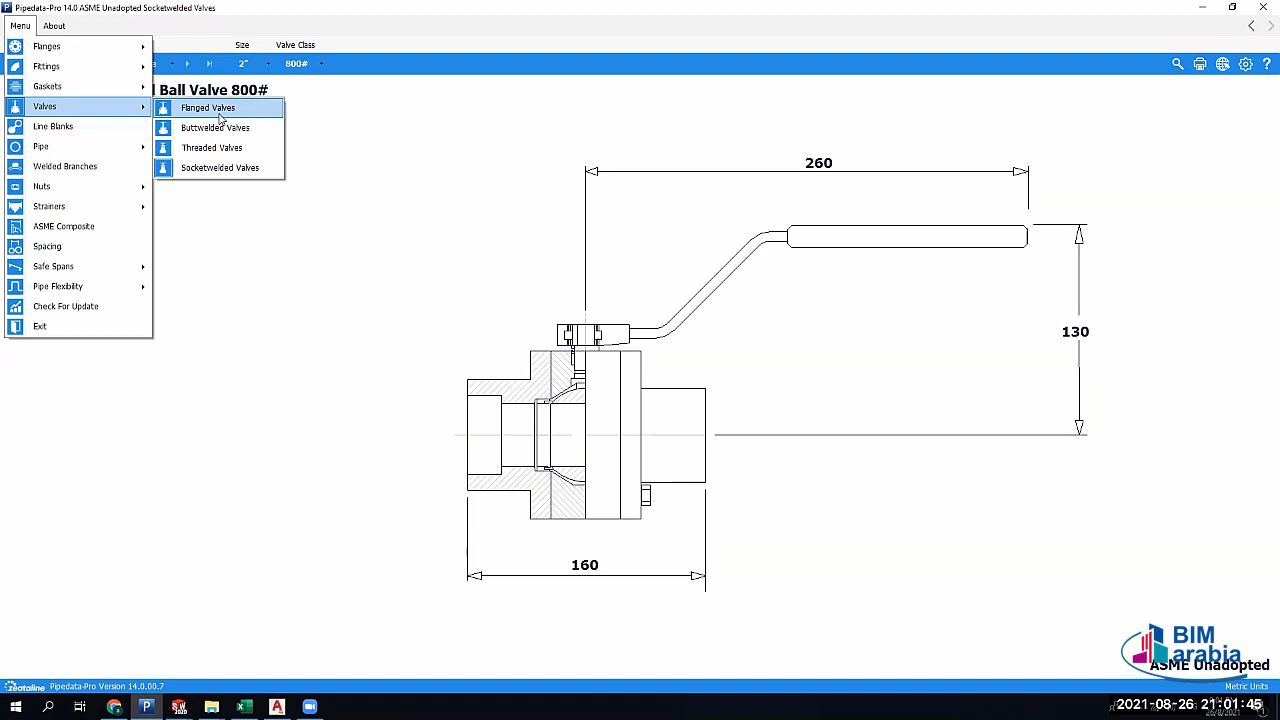 Pipedata-Pro 14.0 ASME Unadopted Socketwelded Valves
Menu About
Size Valve Class
2" 800#
Ball Valve 800#
Flanges
Fittings
Gaskets
Valves
Line Blanks
Pipe
Welded Branches
Nuts
Strainers
ASME Composite
Spacing
Safe Spans
Pipe Flexibility
Check For Update
Exit
Flanged Valves
Buttwelded Valves
Threaded Valves
Socketwelded Valves
260
130
160
BIM
arabia
ASME Unadopted
Zeataline Pipedata-Pro Version 14.0.00.7
Metric Units
2021-08-26 21:01:45